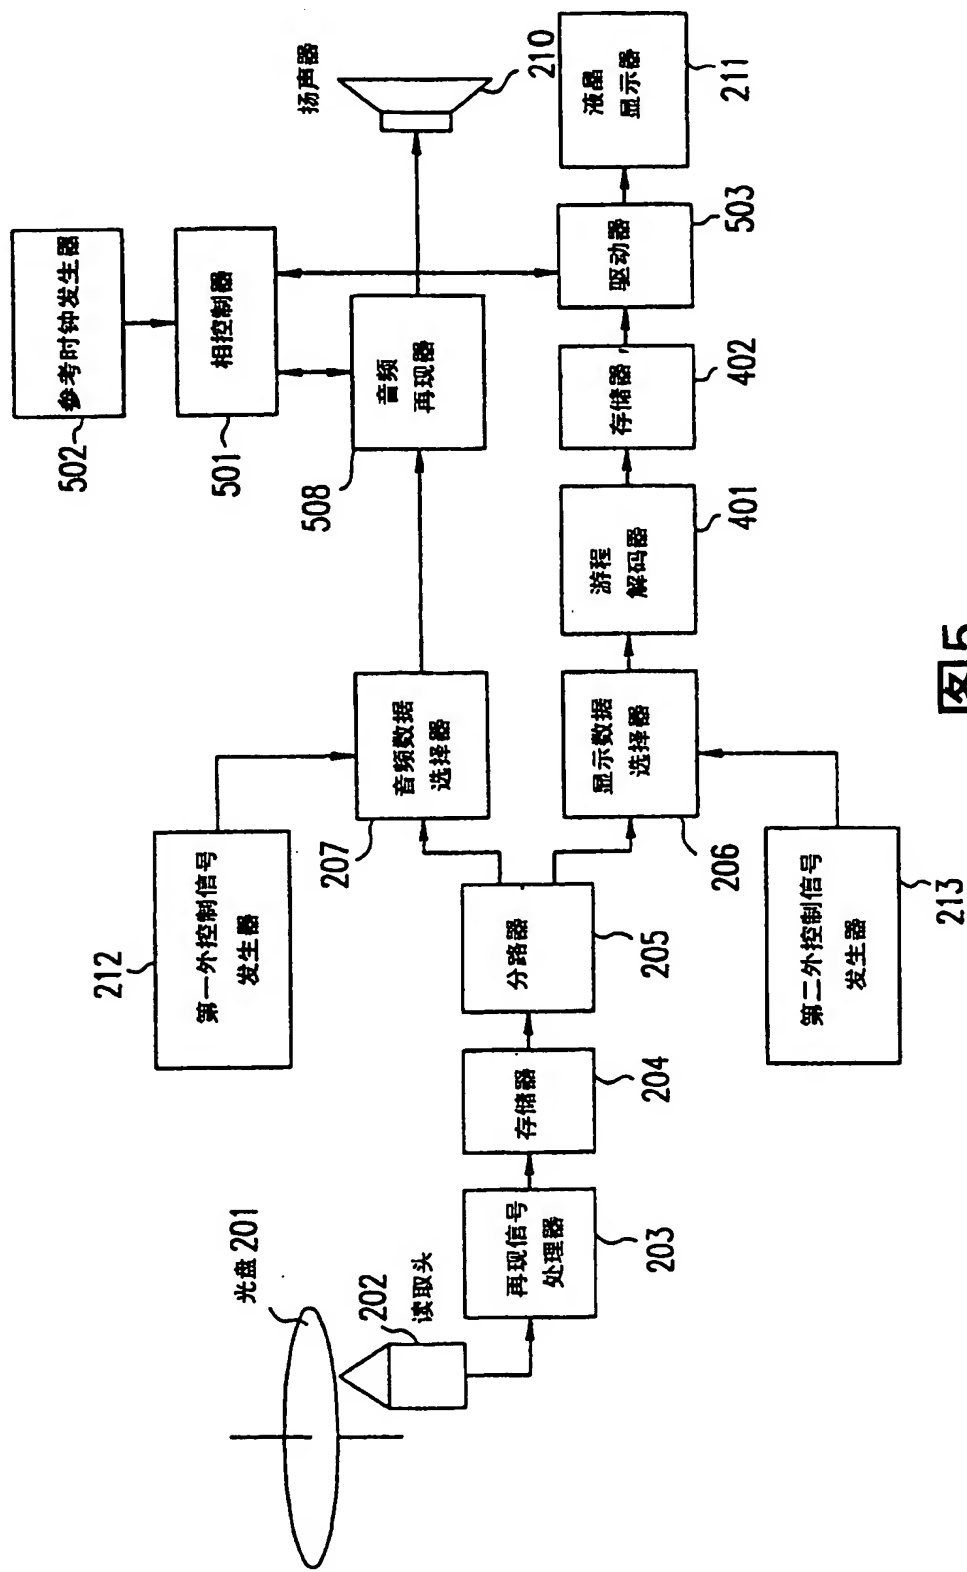 光盘201
202
读取头
再现信号
处理器
203
存储器
204
分路器
205
212
第一外控制信号
发生器
第二外控制信号
发生器
213
音频数据
选择器
207
显示数据
选择器
206
游程
解码器
401
存储器
402
音频
再现器
508
502
参考时钟发生器
501
相控制器
驱动器
503
扬声器
210
液晶
显示器
211
图5